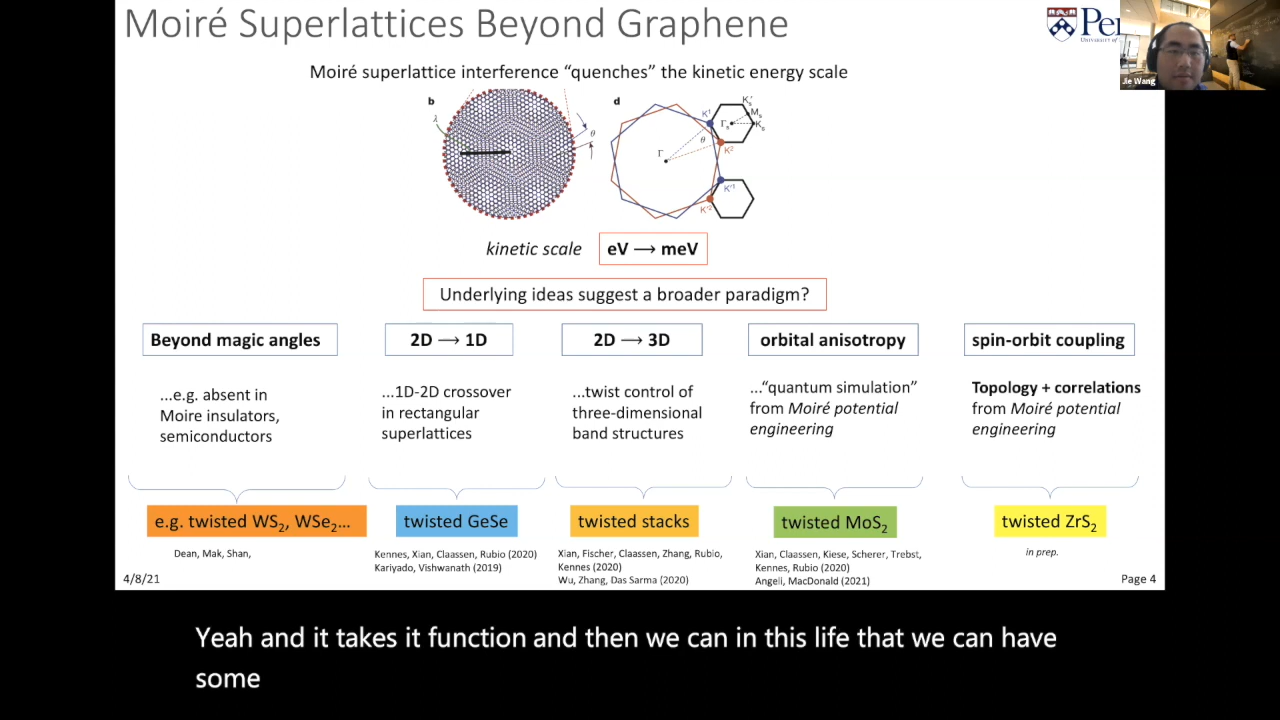 Moiré Superlattices Beyond Graphene
Jie Wang
Moiré superlattice interference “quenches” the kinetic energy scale
b
λ
θ
d
Γ
θ
K¹
K²
K'¹
K'²
Γₛ
K'ₛ
Mₛ
Kₛ
kinetic scale eV ⟶ meV
Underlying ideas suggest a broader paradigm?
Beyond magic angles
...e.g. absent in
Moire insulators,
semiconductors
e.g. twisted WS₂, WSe₂...
Dean, Mak, Shan,
2D ⟶ 1D
...1D-2D crossover
in rectangular
superlattices
twisted GeSe
Kennes, Xian, Claassen, Rubio (2020)
Kariyado, Vishwanath (2019)
2D ⟶ 3D
...twist control of
three-dimensional
band structures
twisted stacks
Xian, Fischer, Claassen, Zhang, Rubio,
Kennes (2020)
Wu, Zhang, Das Sarma (2020)
orbital anisotropy
...“quantum simulation”
from Moiré potential
engineering
twisted MoS₂
Xian, Claassen, Kiese, Scherer, Trebst,
Kennes, Rubio (2020)
Angeli, MacDonald (2021)
spin-orbit coupling
Topology + correlations
from Moiré potential
engineering
twisted ZrS₂
in prep.
4/8/21
Page 4
Yeah and it takes it function and then we can in this life that we can have
some